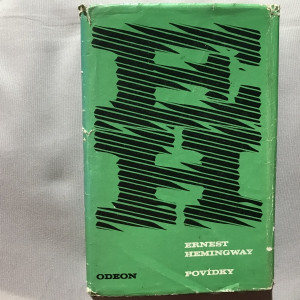 E
H
ERNEST
HEMINGWAY
ODEON POVÍDKY